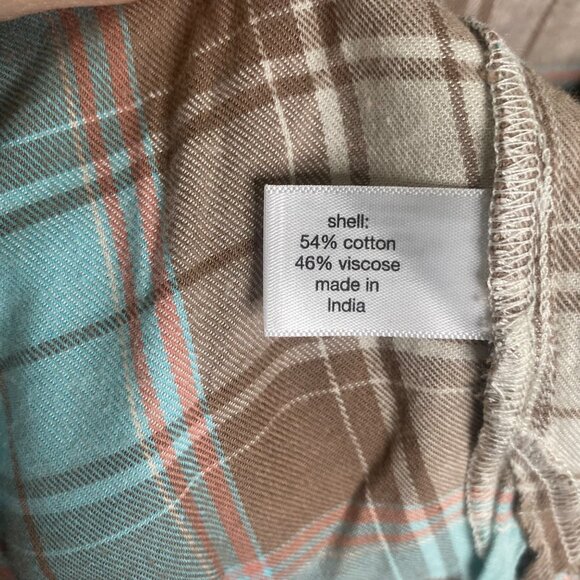 shell:
54% cotton
46% viscose
made in
India